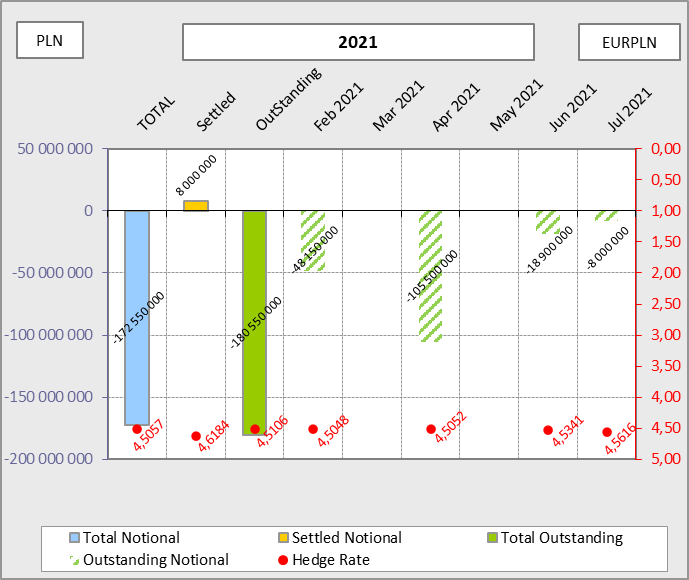 PLN
2021
EURPLN
TOTAL
Settled
OutStanding
Feb 2021
Mar 2021
Apr 2021
May 2021
Jun 2021
Jul 2021
50 000 000
0
-50 000 000
-100 000 000
-150 000 000
-200 000 000
0,00
0,50
1,00
1,50
2,00
2,50
3,00
3,50
4,00
4,50
5,00
-172 550 000
8 000 000
-180 550 000
-48 150 000
-105 500 000
-18 900 000
-8 000 000
4,5057
4,6184
4,5106
4,5048
4,5052
4,5341
4,5616
Total Notional
Settled Notional
Total Outstanding
Outstanding Notional
Hedge Rate